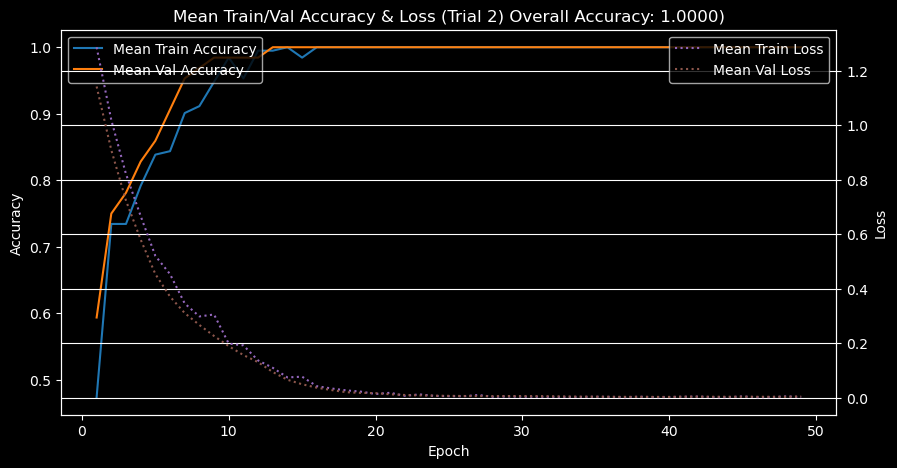 Mean Train/Val Accuracy & Loss (Trial 2) Overall Accuracy: 1.0000)
Mean Train Accuracy
Mean Val Accuracy
Mean Train Loss
Mean Val Loss
1.0
0.9
0.8
0.7
0.6
0.5
Accuracy
1.2
1.0
0.8
0.6
0.4
0.2
0.0
Loss
0 10 20 30 40 50
Epoch